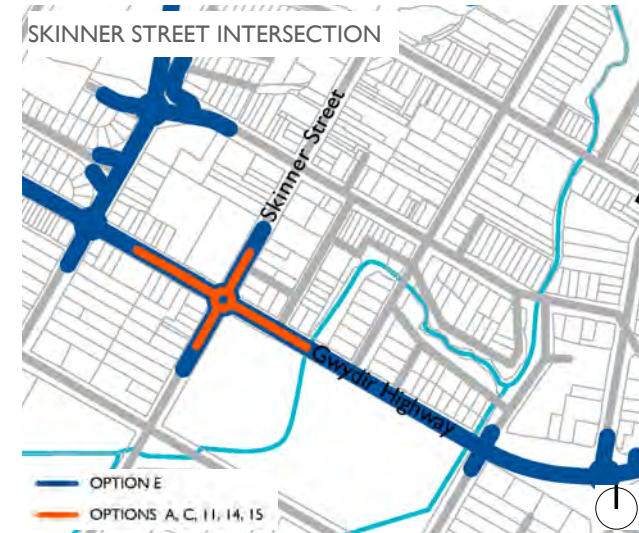 SKINNER STREET INTERSECTION
Skinner Street
Gwydir Highway
OPTION E
OPTIONS A, C, 11, 14, 15